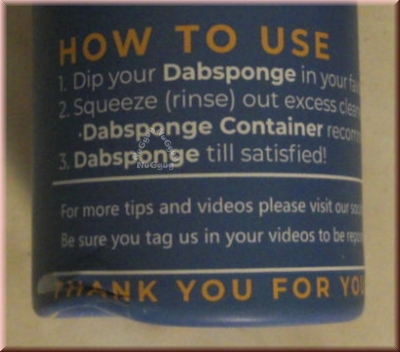 HOW TO USE
1. Dip your Dabsponge in your
2. Squeeze (rinse) out excess
·Dabsponge Container
3. Dabsponge till satisfied!
For more tips and videos please visit our
Be sure you tag us in your videos to be
THANK YOU FOR